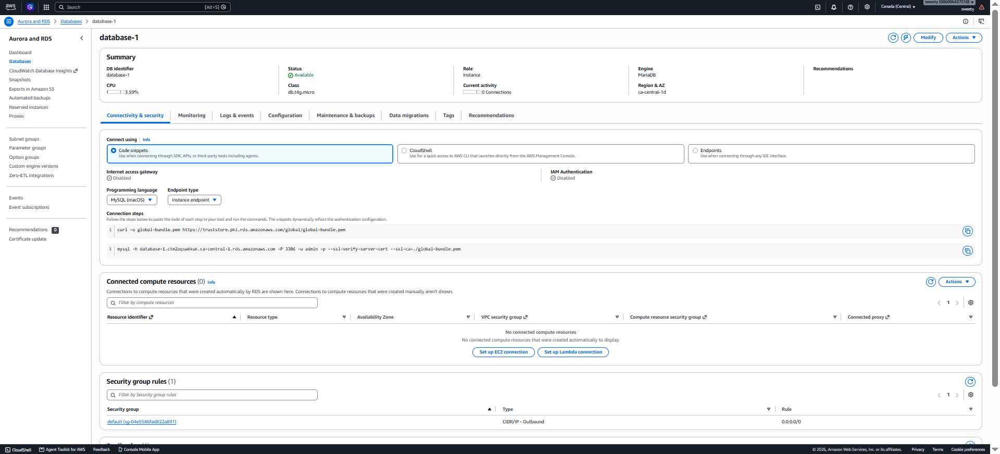 aws
Search
[Alt+S]
Canada (Central)
sweety (006096427510)
sweety
Aurora and RDS
Databases
database-1
Aurora and RDS
Dashboard
Databases
CloudWatch Database Insights
Snapshots
Exports in Amazon S3
Automated backups
Reserved instances
Proxies
Subnet groups
Parameter groups
Option groups
Custom engine versions
Zero-ETL integrations
Events
Event subscriptions
Recommendations 0
Certificate update
database-1
Modify
Actions
Summary
DB identifier
database-1
Status
Available
Role
Instance
Engine
MariaDB
Recommendations
CPU
3.59%
Class
db.t4g.micro
Current activity
0 Connections
Region & AZ
ca-central-1d
Connectivity & security
Monitoring
Logs & events
Configuration
Maintenance & backups
Data migrations
Tags
Recommendations
Connect using
Info
Code snippets
Use when connecting through SDK, APIs, or third-party tools including agents.
CloudShell
Use for a quick access to AWS CLI that launches directly from the AWS Management Console.
Endpoints
Use when connecting through any IDE interface.
Internet access gateway
Disabled
IAM Authentication
Disabled
Programming language
MySQL (macOS)
Endpoint type
Instance endpoint
Connection steps
Follow the steps below to paste the code of each step in your tool and run the commands. The snippets dynamically reflect the authentication configuration.
1 curl -o global-bundle.pem https://truststore.pki.rds.amazonaws.com/global/global-bundle.pem
1 mysql -h database-1.ctm2oqswkkuk.ca-central-1.rds.amazonaws.com -P 3306 -u admin -p --ssl-verify-server-cert --ssl-ca=./global-bundle.pem
Connected compute resources (0)
Info
Actions
Connections to compute resources that were created automatically by RDS are shown here. Connections to compute resources that were created manually aren't shown.
Filter by compute resources
1
Resource identifier
Resource type
Availability Zone
VPC security group
Compute resource security group
Connected proxy
No connected compute resources
No connected compute resources that were created automatically to display.
Set up EC2 connection
Set up Lambda connection
Security group rules (1)
Filter by Security group rules
1
Security group
Type
Rule
default (sg-04e5586fad822a891)
CIDR/IP - Outbound
0.0.0.0/0
CloudShell
Agent Toolkit for AWS
Feedback
Console Mobile App
© 2026, Amazon Web Services, Inc. or its affiliates.
Privacy
Terms
Cookie preferences